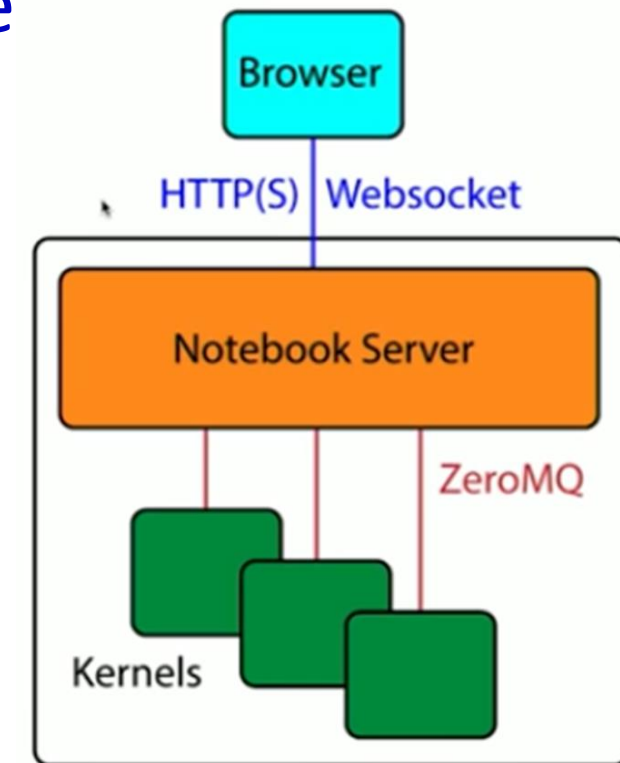 e
Browser
HTTP(S) Websocket
Notebook Server
ZeroMQ
Kernels